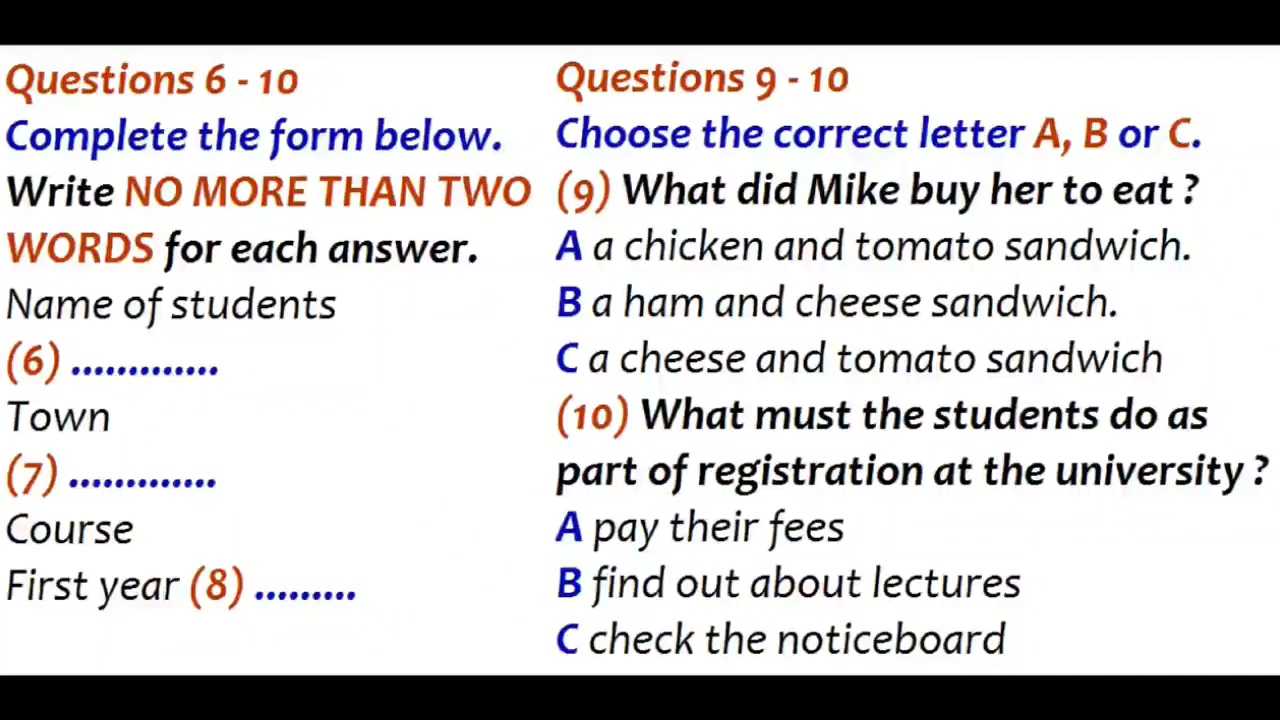 Questions 6 - 10
Complete the form below.
Write NO MORE THAN TWO
WORDS for each answer.
Name of students
(6) .............
Town
(7) .............
Course
First year (8) .........
Questions 9 - 10
Choose the correct letter A, B or C.
(9) What did Mike buy her to eat ?
A a chicken and tomato sandwich.
B a ham and cheese sandwich.
C a cheese and tomato sandwich
(10) What must the students do as
part of registration at the university ?
A pay their fees
B find out about lectures
C check the noticeboard